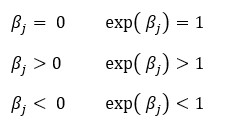 βⱼ = 0 exp( βⱼ) = 1
βⱼ > 0 exp( βⱼ) > 1
βⱼ < 0 exp( βⱼ) < 1